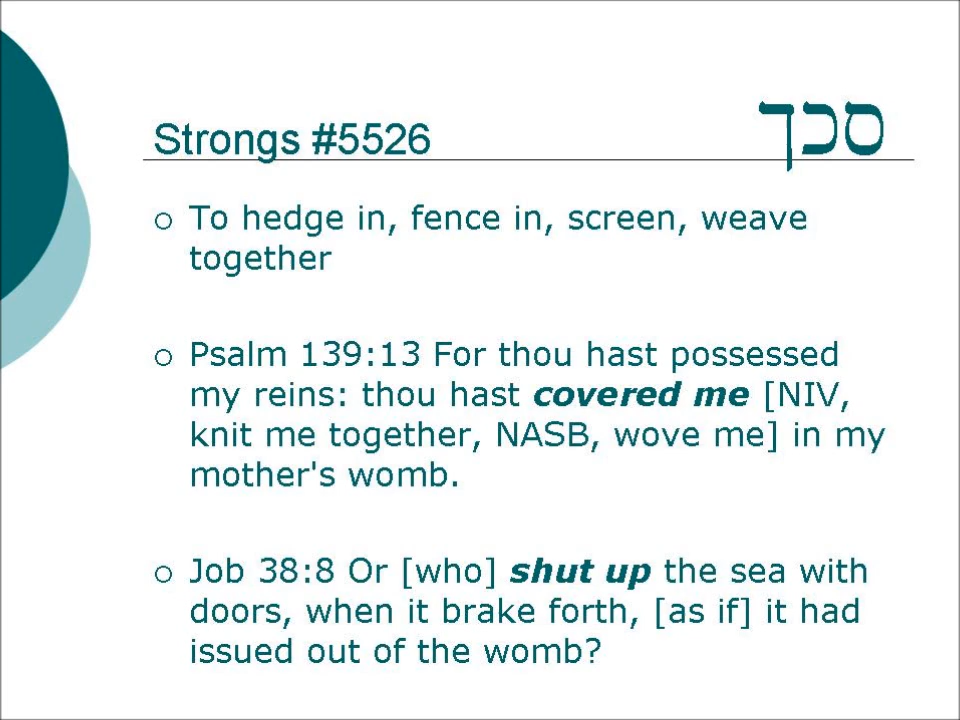 Strongs #5526 סכך
To hedge in, fence in, screen, weave
together
Psalm 139:13 For thou hast possessed
my reins: thou hast covered me [NIV,
knit me together, NASB, wove me] in my
mother's womb.
Job 38:8 Or [who] shut up the sea with
doors, when it brake forth, [as if] it had
issued out of the womb?